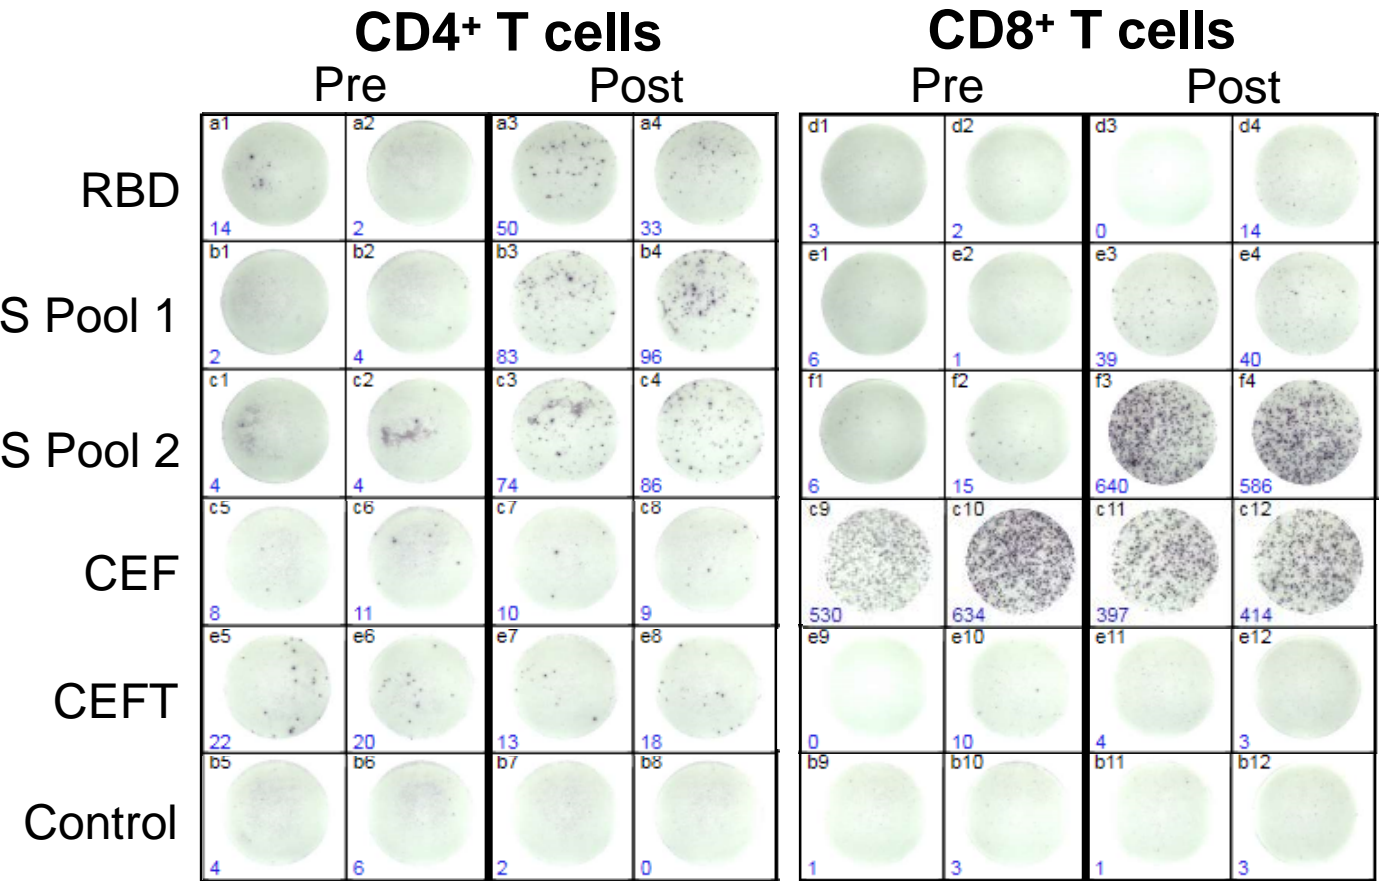 CD4+ T cells CD8+ T cells
Pre Post Pre Post
a1 a2 a3 a4 d1 d2 d3 d4
RBD
14 2 50 33 3 2 0 14
b1 b2 b3 b4 e1 e2 e3 e4
S Pool 1
2 4 83 96 6 1 39 40
c1 c2 c3 c4 f1 f2 f3 f4
S Pool 2
4 4 74 86 6 15 640 586
c5 c6 c7 c8 c9 c10 c11 c12
CEF
8 11 10 9 530 634 397 414
e5 e6 e7 e8 e9 e10 e11 e12
CEFT
22 20 13 18 0 10 4 3
b5 b6 b7 b8 b9 b10 b11 b12
Control
4 6 2 0 1 3 1 3